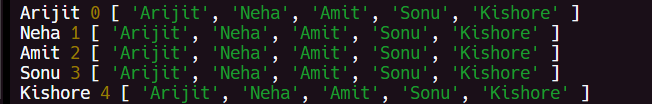 Arijit 0 [ 'Arijit', 'Neha', 'Amit', 'Sonu', 'Kishore' ]
Neha 1 [ 'Arijit', 'Neha', 'Amit', 'Sonu', 'Kishore' ]
Amit 2 [ 'Arijit', 'Neha', 'Amit', 'Sonu', 'Kishore' ]
Sonu 3 [ 'Arijit', 'Neha', 'Amit', 'Sonu', 'Kishore' ]
Kishore 4 [ 'Arijit', 'Neha', 'Amit', 'Sonu', 'Kishore' ]